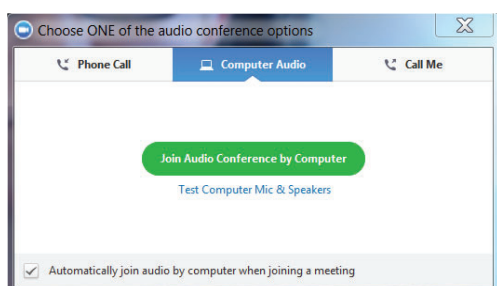 Choose ONE of the audio conference options
Phone Call Computer Audio Call Me
Join Audio Conference by Computer
Test Computer Mic & Speakers
Automatically join audio by computer when joining a meeting